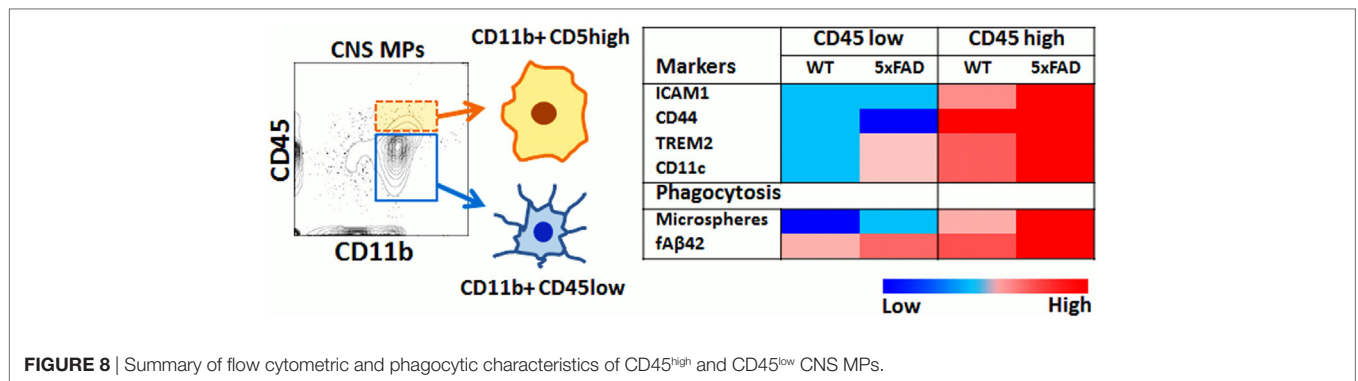 CNS MPs
CD45
CD11b
CD11b+ CD5high
CD11b+ CD45low
CD45 low CD45 high
Markers WT 5xFAD WT 5xFAD
ICAM1
CD44
TREM2
CD11c
Phagocytosis
Microspheres
fAβ42
Low High
FIGURE 8 | Summary of flow cytometric and phagocytic characteristics of CD45high and CD45low CNS MPs.